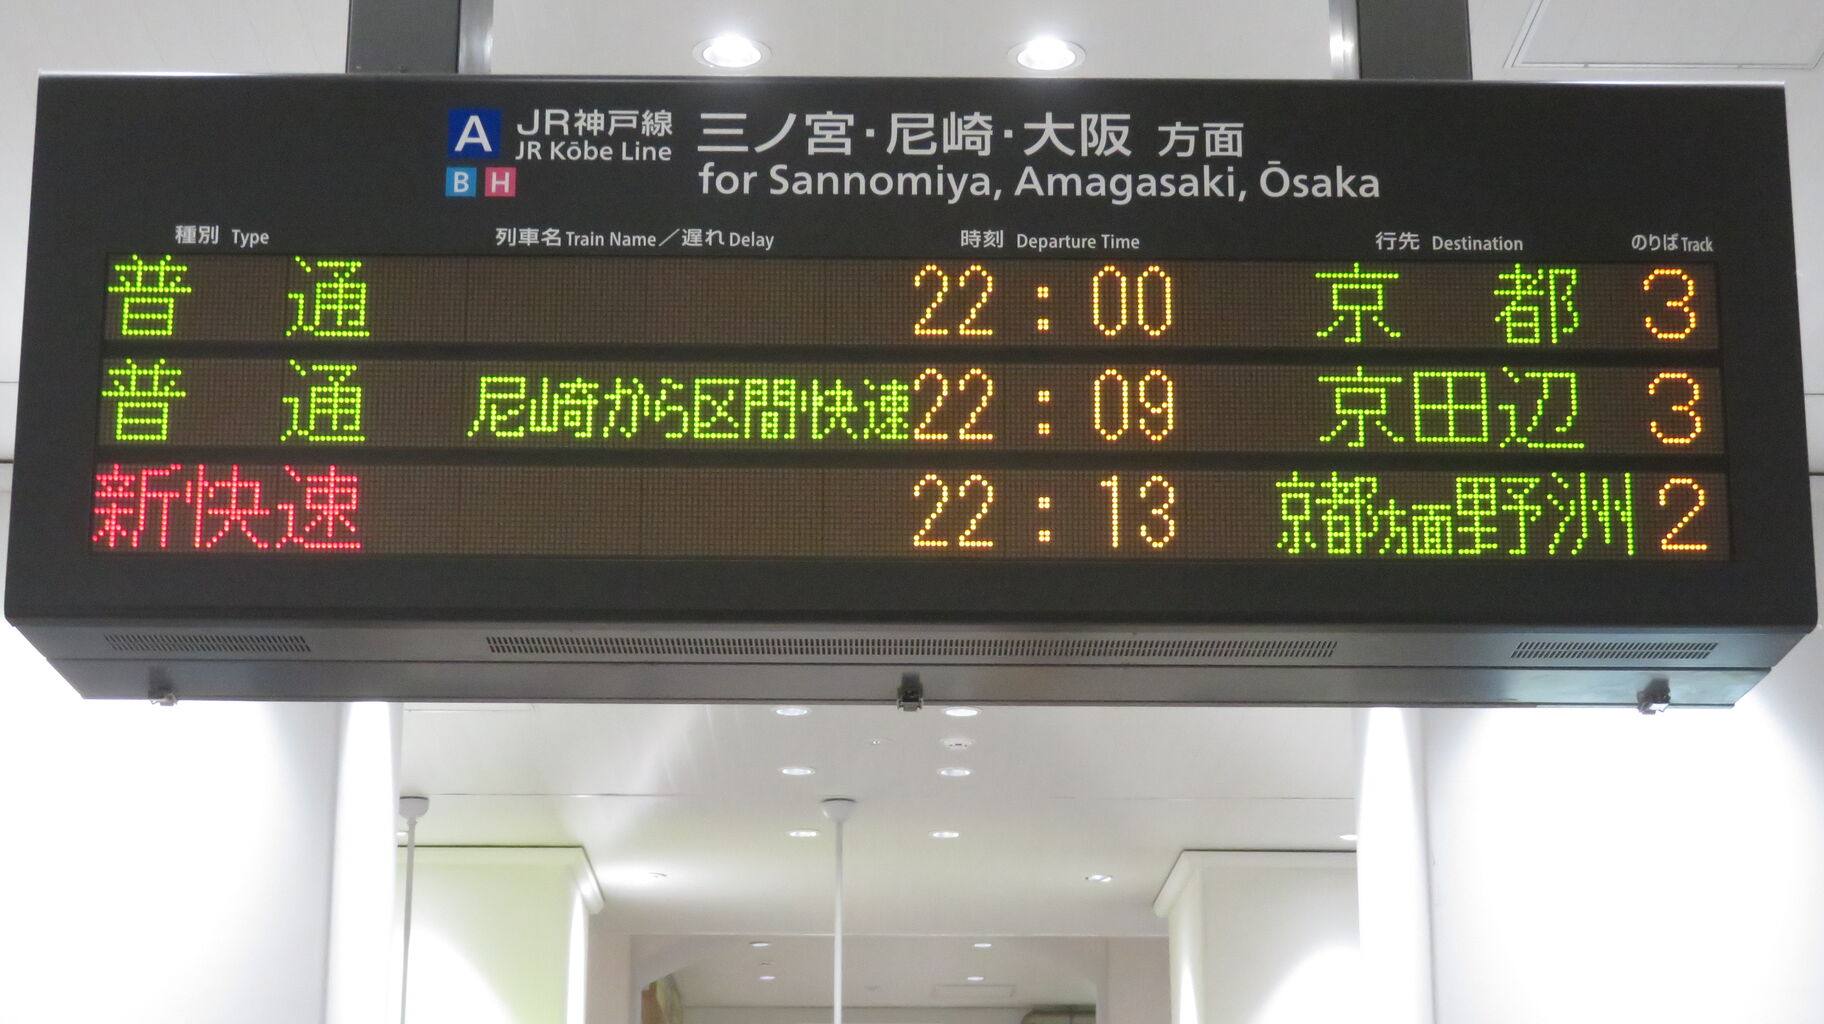 A JR神戸線 三ノ宮・尼崎・大阪 方面
JR Kōbe Line
B H for Sannomiya, Amagasaki, Ōsaka
種別 Type 列車名 Train Name／遅れ Delay 時刻 Departure Time 行先 Destination のりば Track
普通 22:00 京都 3
普通 尼崎から区間快速 22:09 京田辺 3
新快速 22:13 京都方面野洲 2